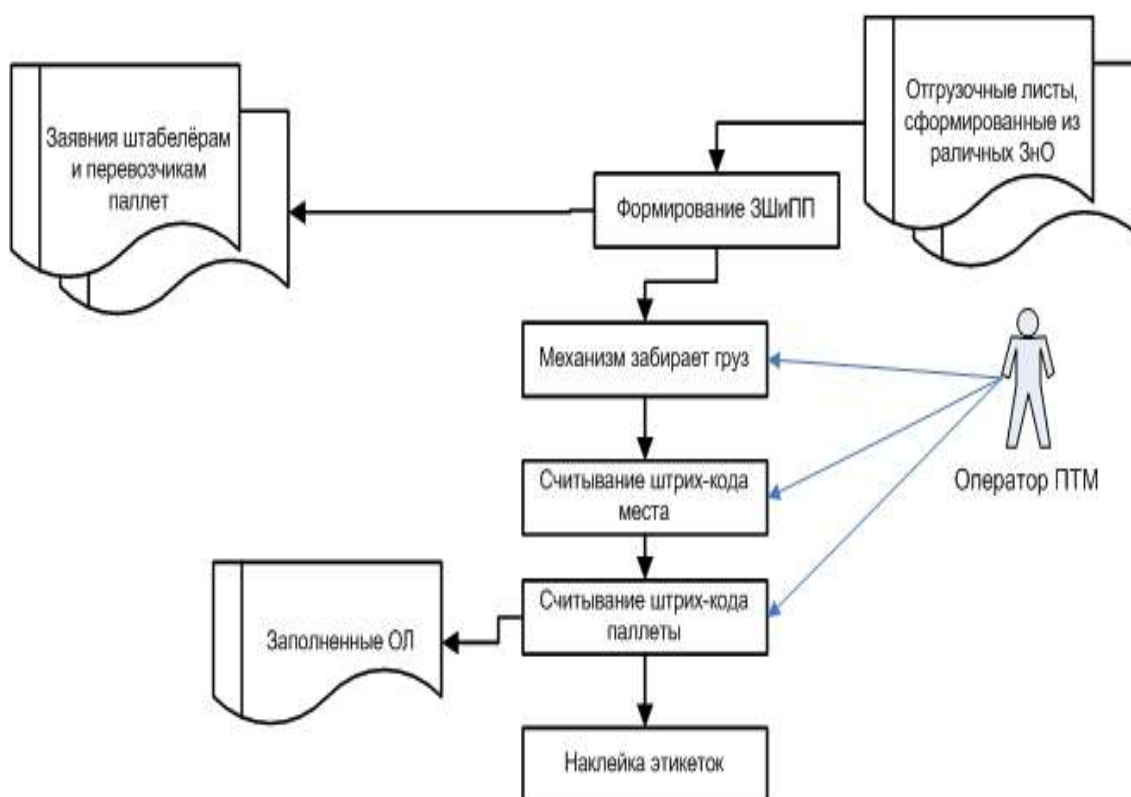 Отгрузочные листы,
сформированные из
раличных ЗнО
Заявния штабелёрам
и перевозчикам
паллет
Формирование ЗШиПП
Механизм забирает груз
Считывание штрих-кода
места
Оператор ПТМ
Считывание штрих-кода
паллеты
Заполненные ОЛ
Наклейка этикеток